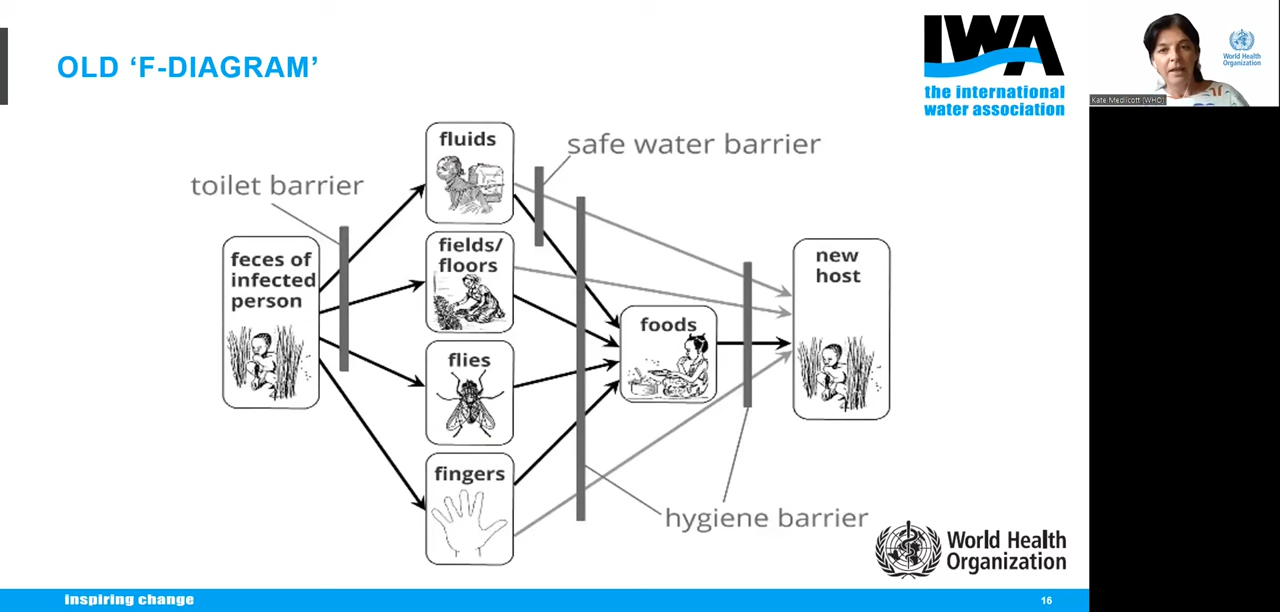 OLD ‘F-DIAGRAM’
IWA
the international
water association
World Health
Organization
Kate Medlicott (WHO)
fluids
safe water barrier
toilet barrier
feces of
infected
person
fields/
floors
flies
fingers
foods
new
host
hygiene barrier
World Health
Organization
inspiring change
16